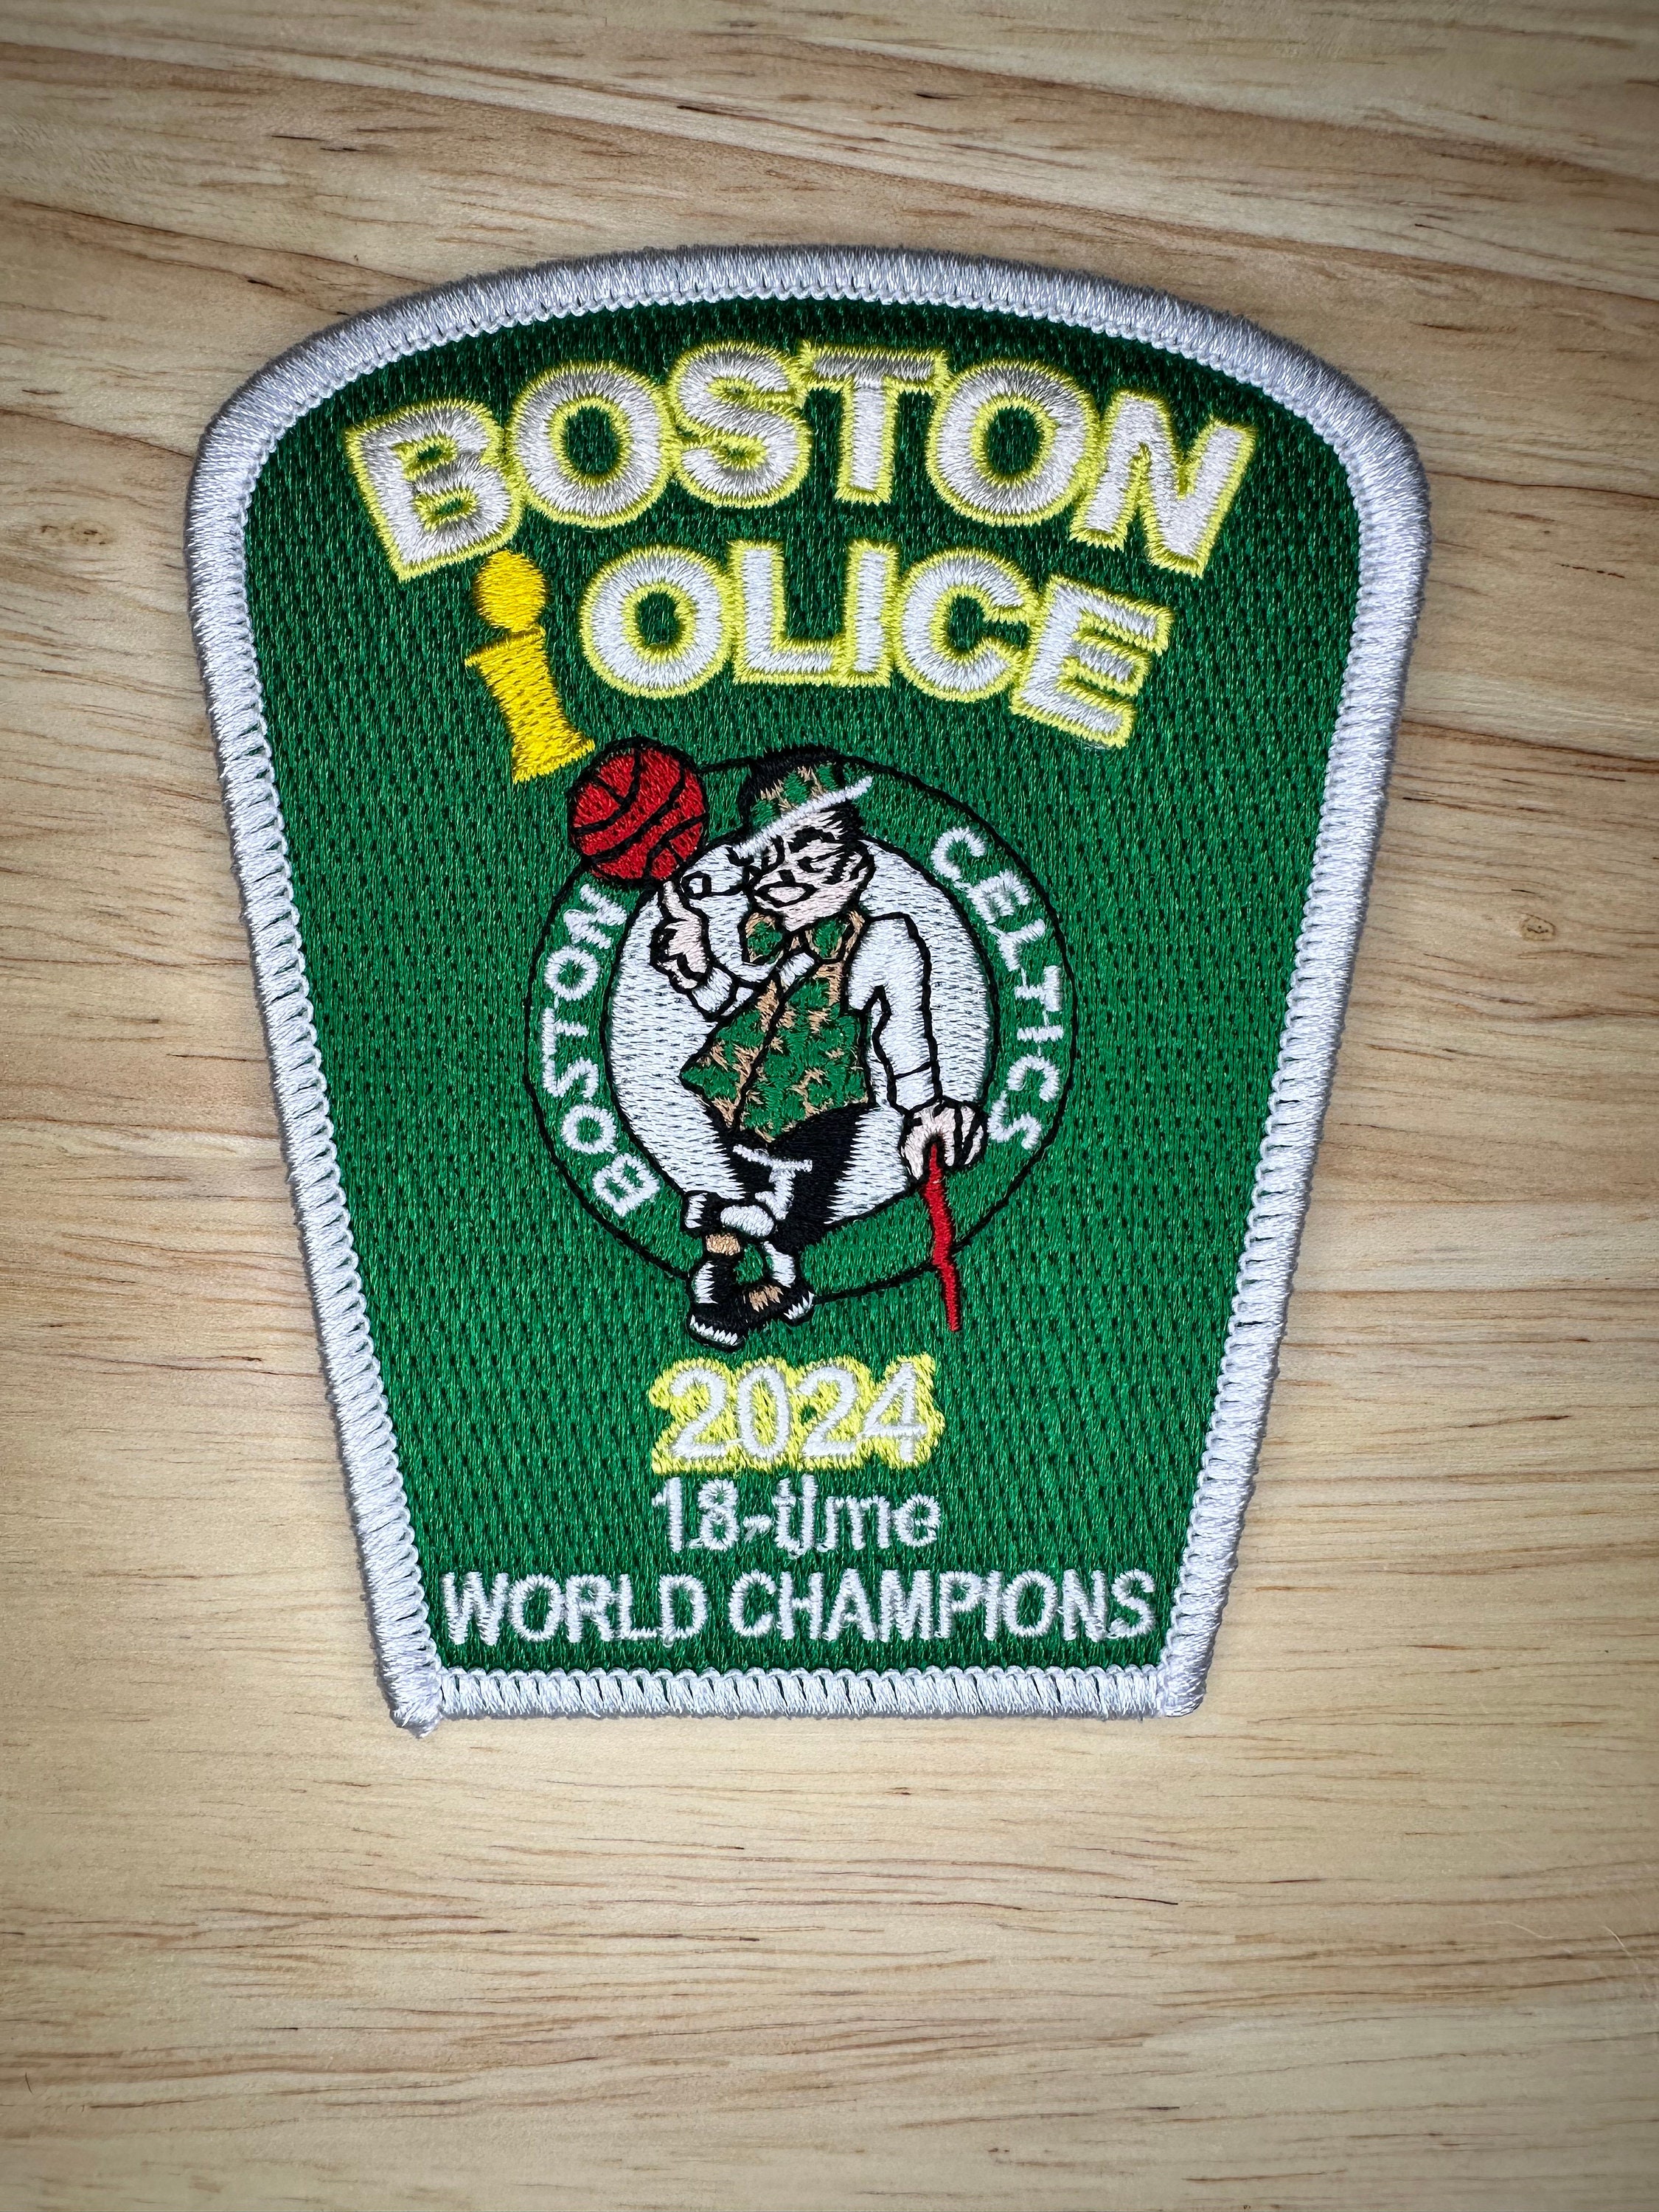 BOSTON
OLICE
BOSTON CELTICS
2024
18-time
WORLD CHAMPIONS